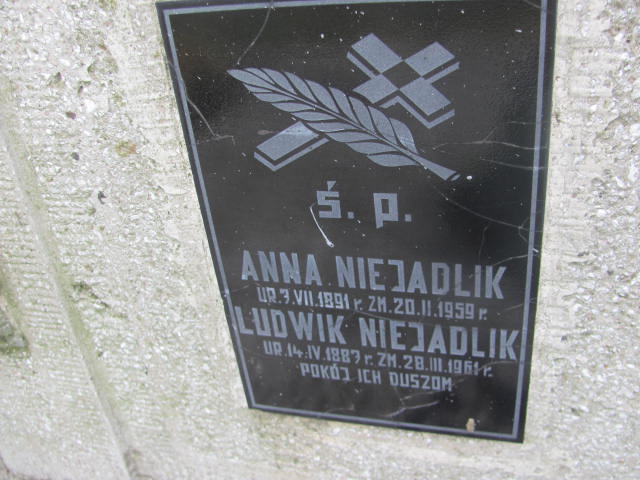 Ś. P.
ANNA NIEJADLIK
UR. 7.VII.1891 r. ZM. 20.II.1959 r.
LUDWIK NIEJADLIK
UR. 14.IV.1887 r. ZM. 28.III.1961 r.
POKÓJ ICH DUSZOM